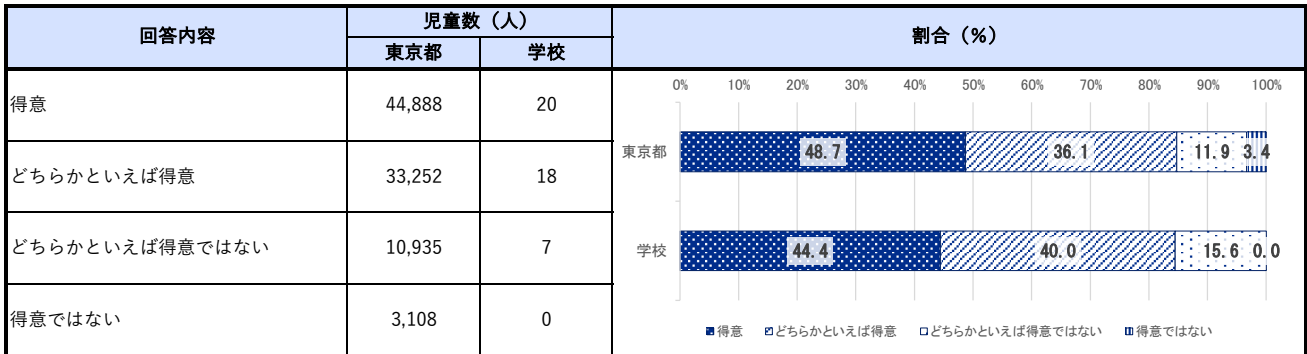 回答内容 児童数（人） 割合（％）
東京都 学校
得意 44,888 20
どちらかといえば得意 33,252 18
どちらかといえば得意ではない 10,935 7
得意ではない 3,108 0
0% 10% 20% 30% 40% 50% 60% 70% 80% 90% 100%
東京都 48.7 36.1 11.9 3.4
学校 44.4 40.0 15.6 0.0
得意 どちらかといえば得意 どちらかといえば得意ではない 得意ではない